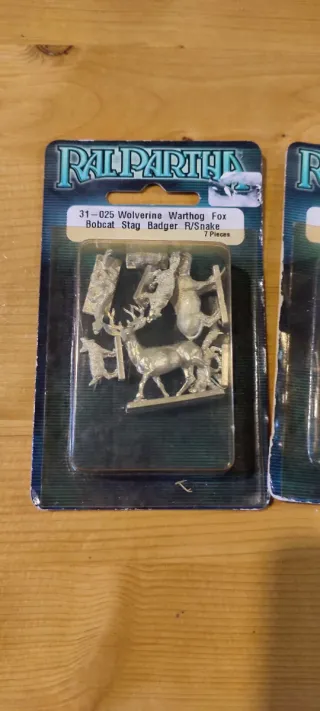 RAL PARTHA
31-025 Wolverine Warthog Fox
Bobcat Stag Badger R/Snake
7 Pieces
R